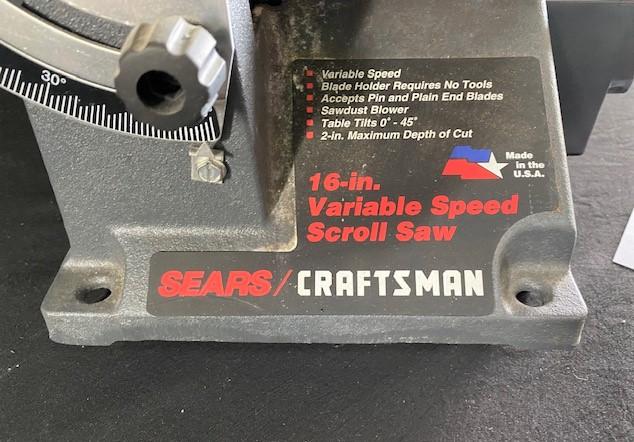 30°
Variable Speed
Blade Holder Requires No Tools
Accepts Pin and Plain End Blades
Sawdust Blower
Table Tilts 0° - 45°
2-in. Maximum Depth of Cut
Made
in the
U.S.A.
16-in.
Variable Speed
Scroll Saw
SEARS / CRAFTSMAN